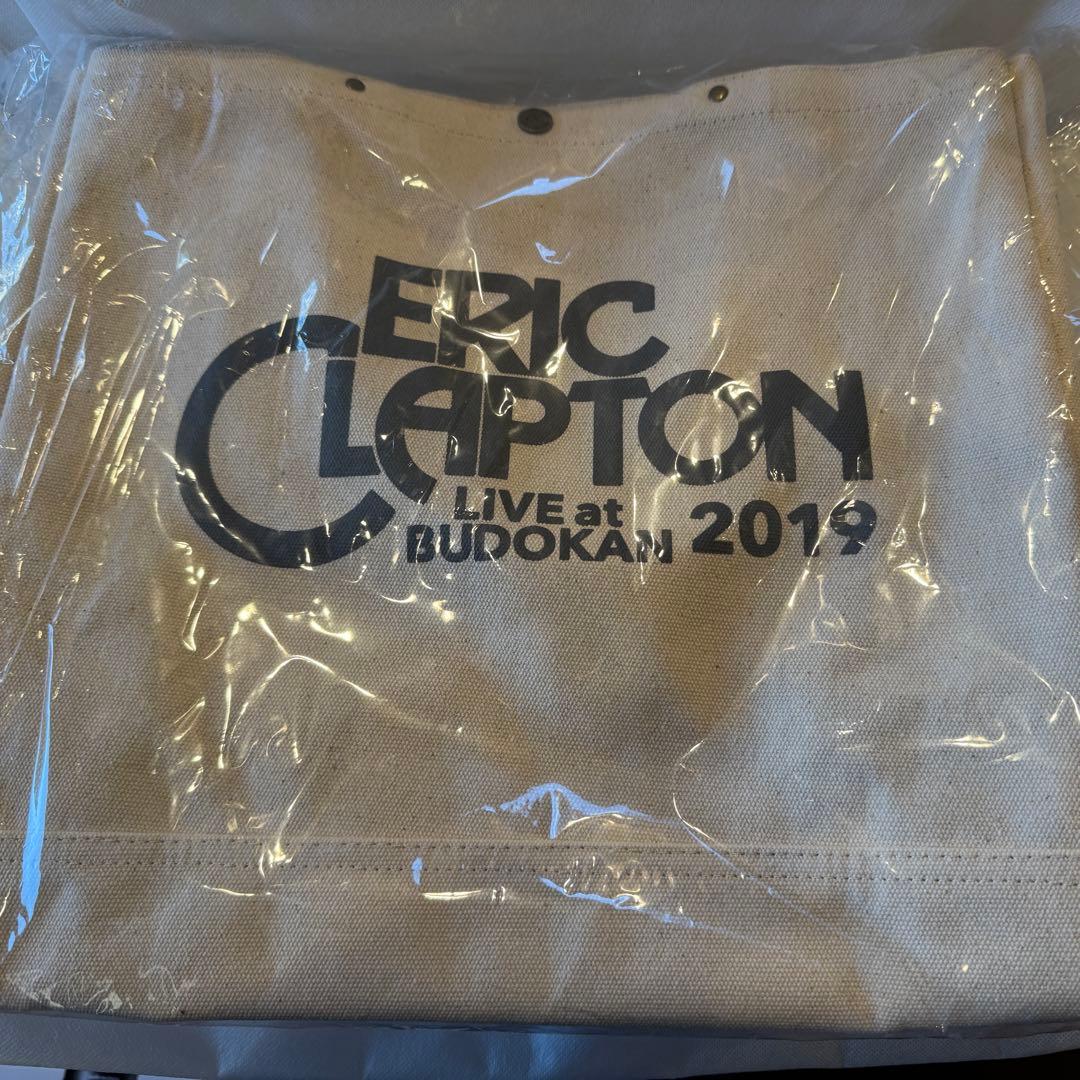 ERIC
CLAPTON
LIVE at
BUDOKAN 2019